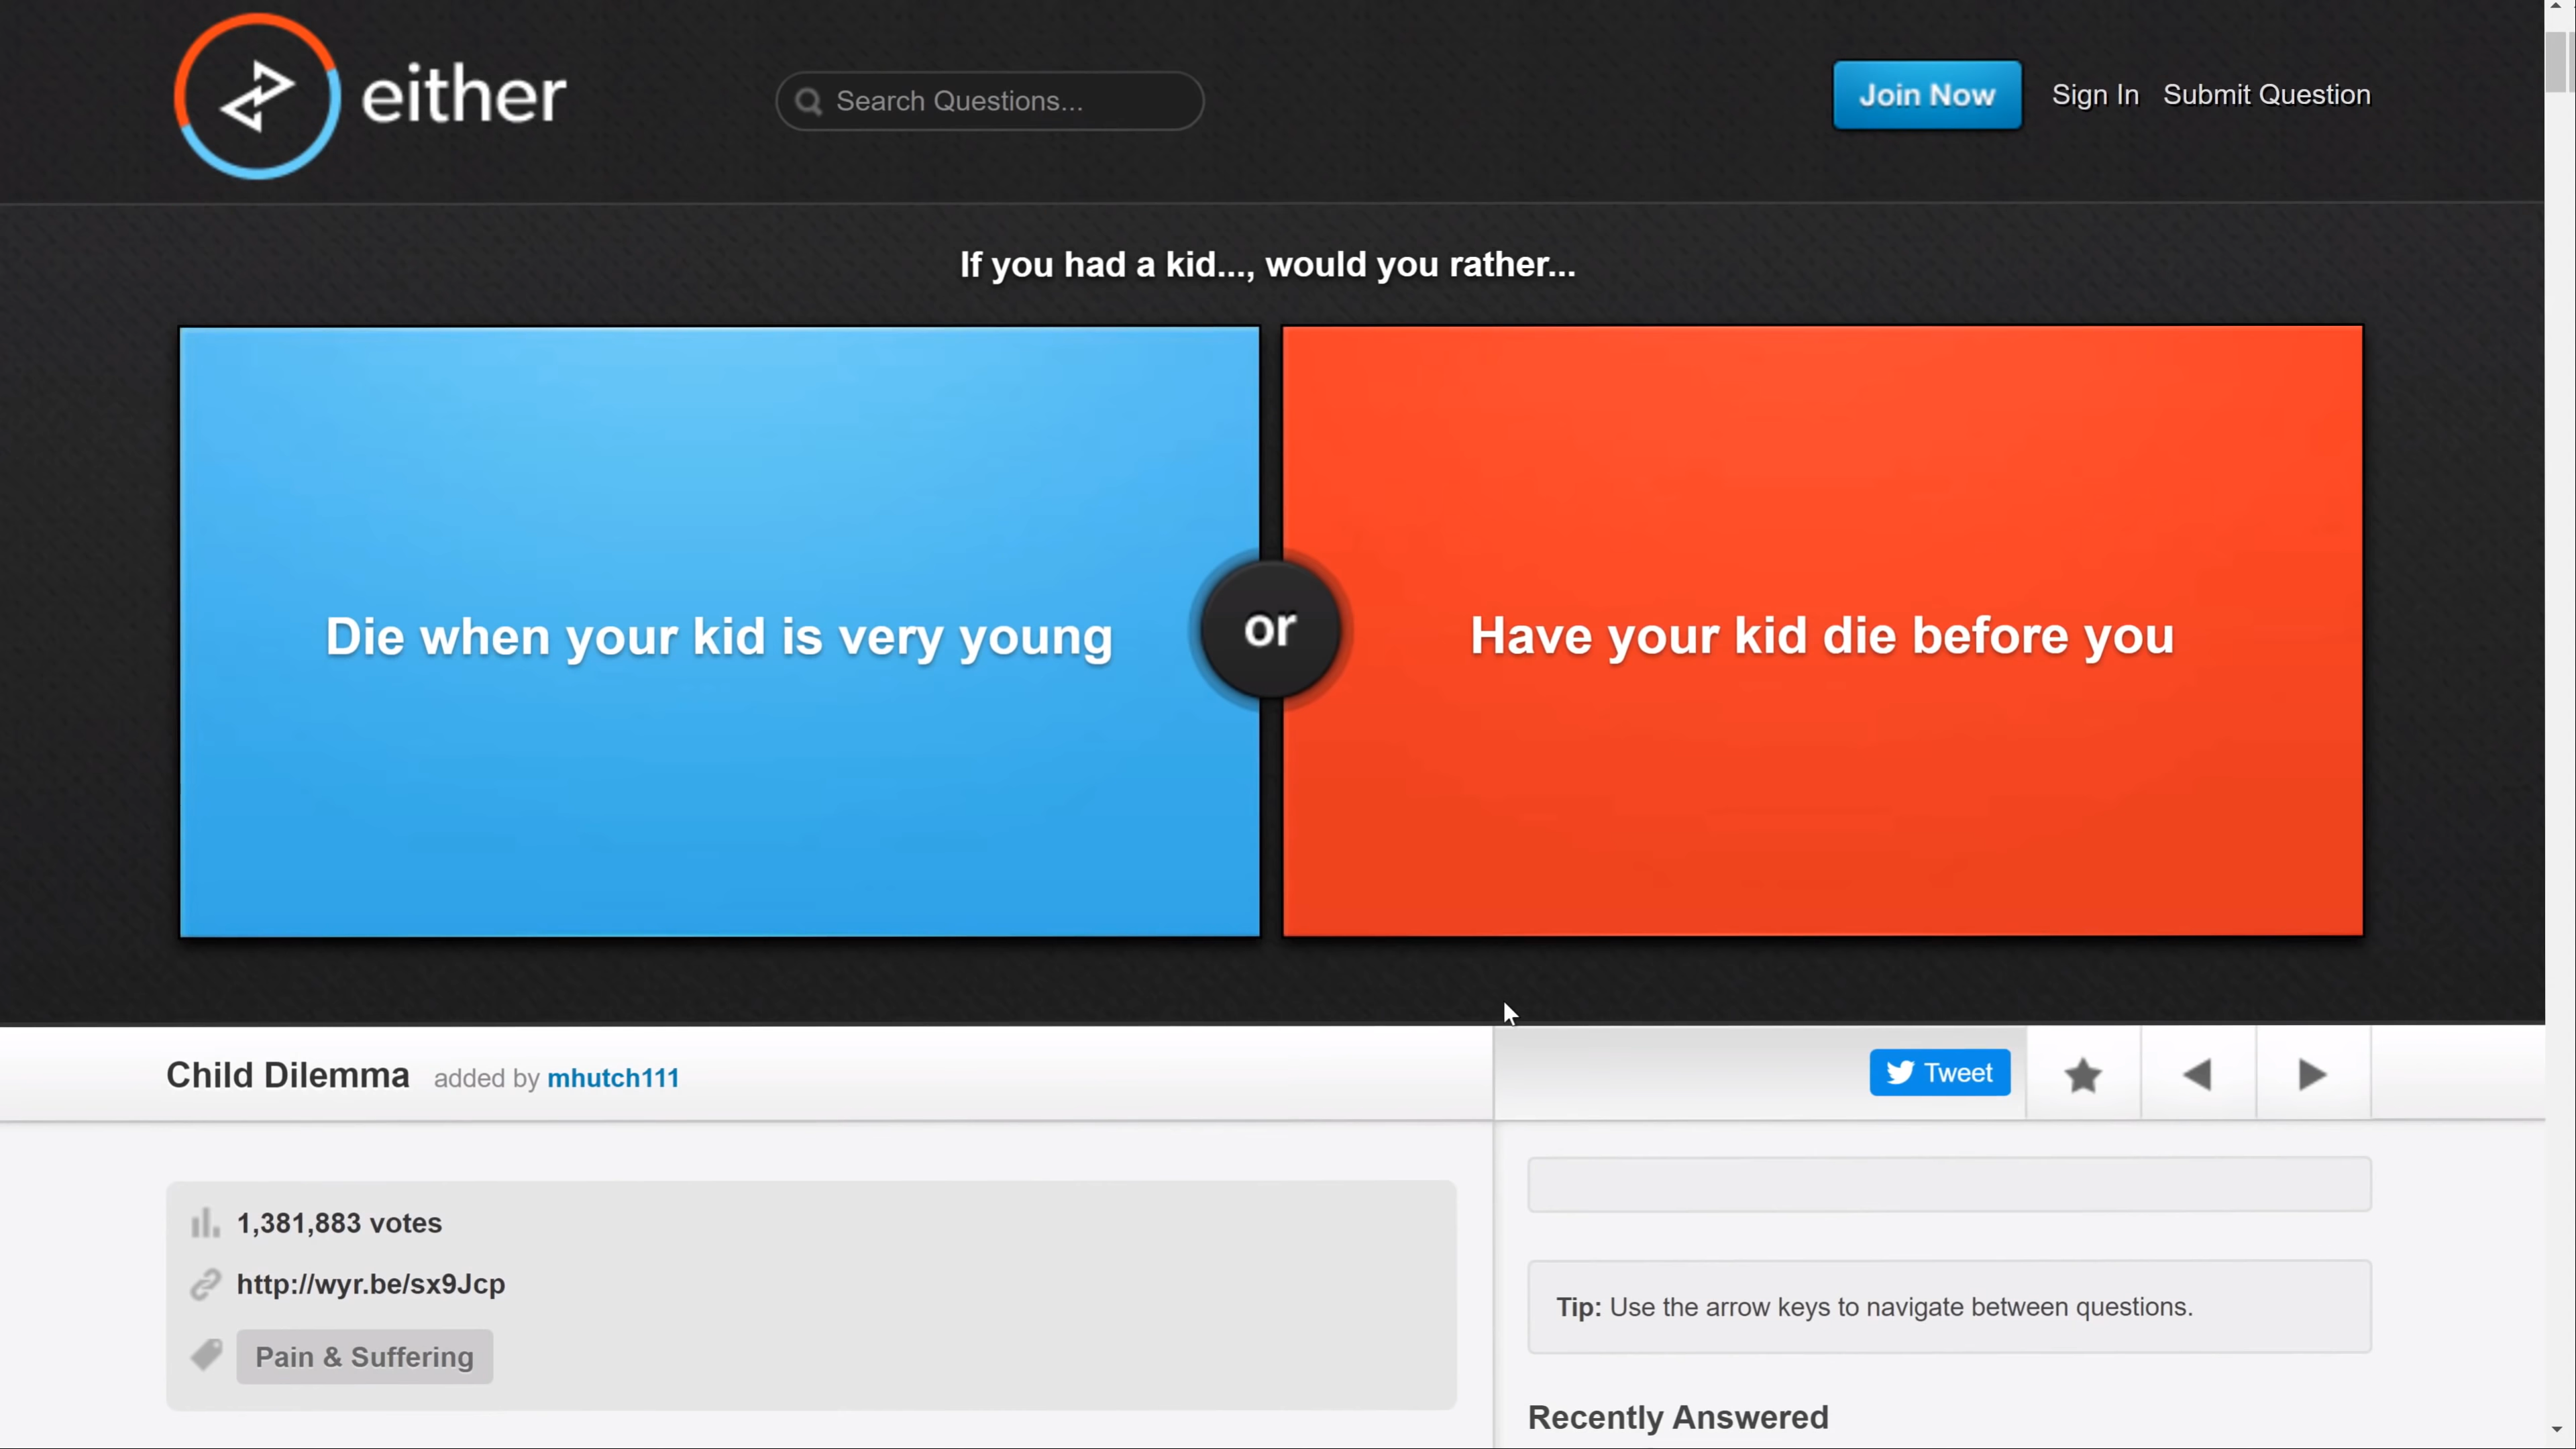 either
Search Questions...
Join Now
Sign In
Submit Question
If you had a kid..., would you rather...
Die when your kid is very young
or
Have your kid die before you
Child Dilemma added by mhutch111
Tweet
1,381,883 votes
http://wyr.be/sx9Jcp
Pain & Suffering
Tip: Use the arrow keys to navigate between questions.
Recently Answered